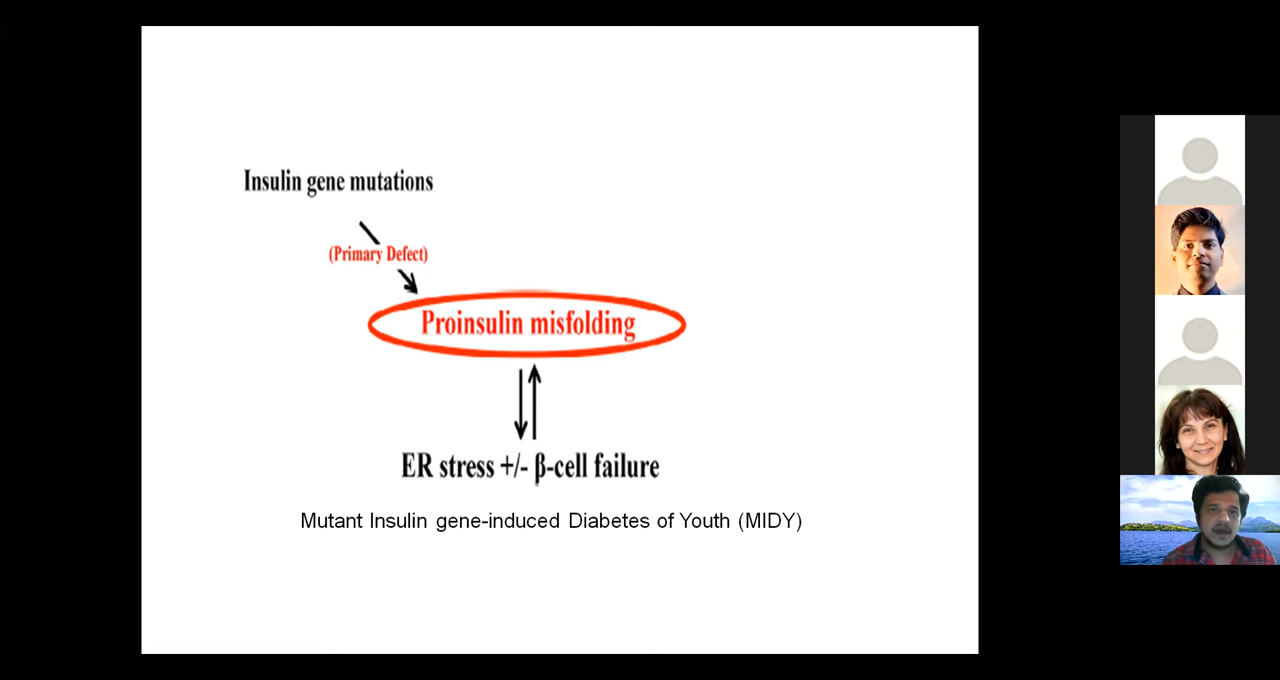 Insulin gene mutations
(Primary Defect)
Proinsulin misfolding
ER stress +/- β-cell failure
Mutant Insulin gene-induced Diabetes of Youth (MIDY)